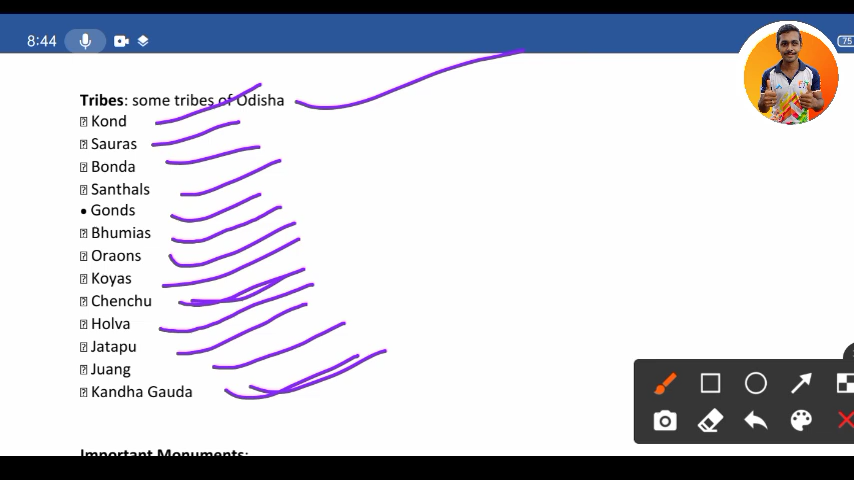 8:44
75
Tribes: some tribes of Odisha
Kond
Sauras
Bonda
Santhals
• Gonds
Bhumias
Oraons
Koyas
Chenchu
Holva
Jatapu
Juang
Kandha Gauda
Important Monuments: